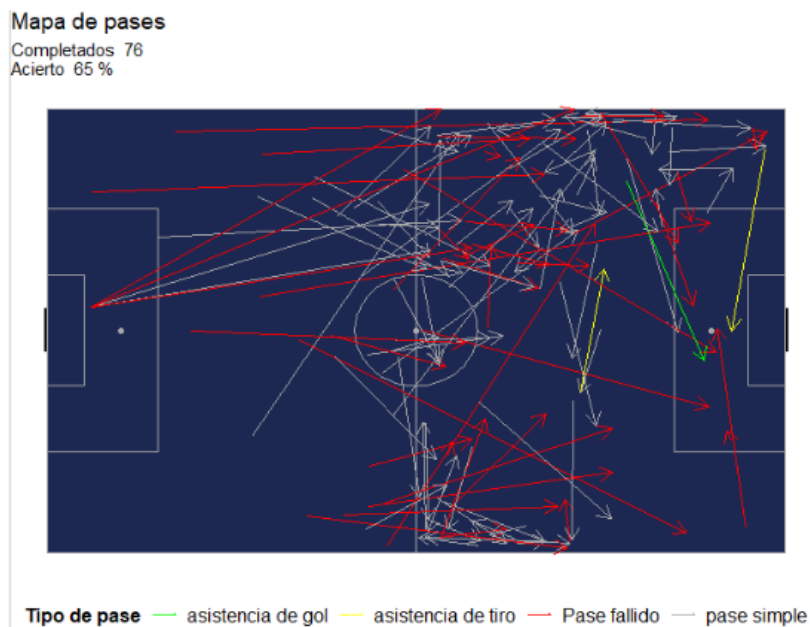 Mapa de pases
Completados 76
Acierto 65 %
Tipo de pase asistencia de gol asistencia de tiro Pase fallido pase simple